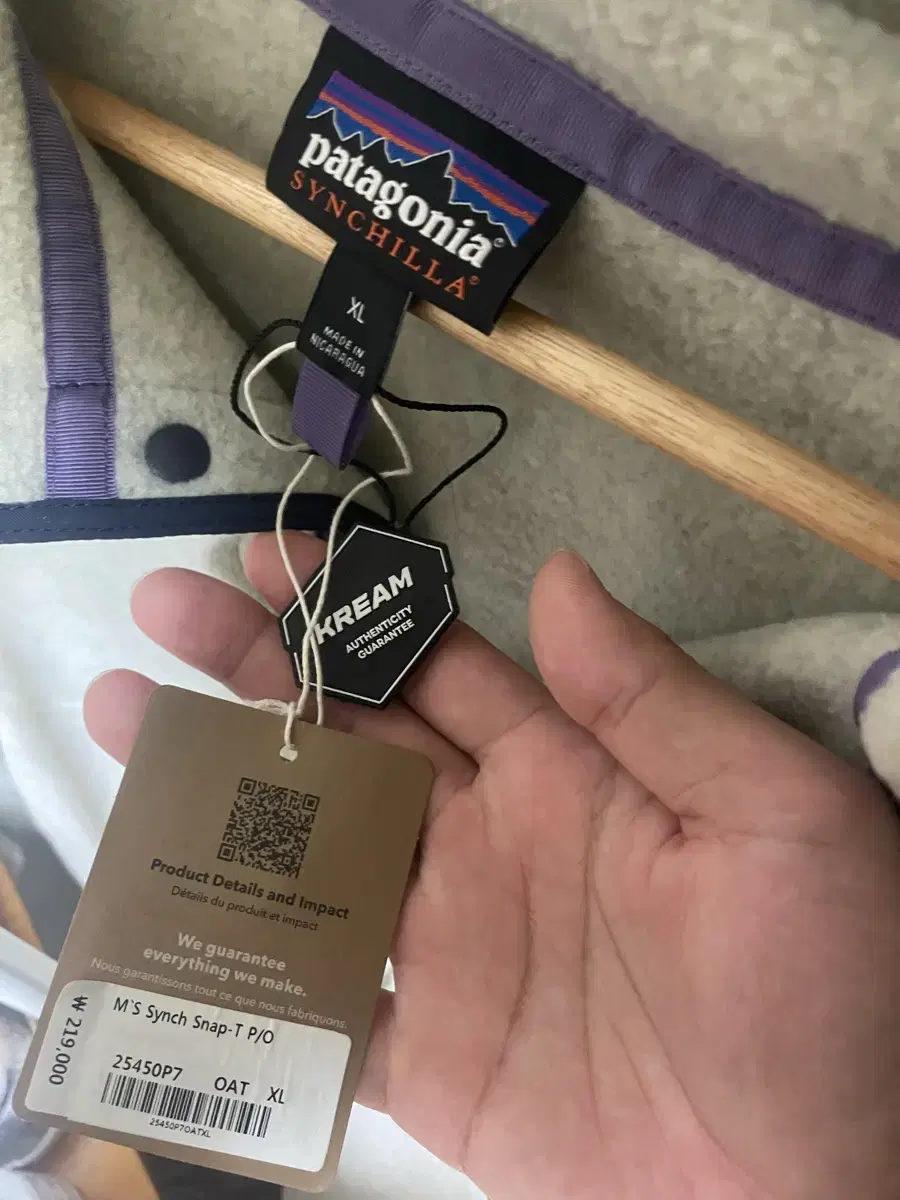 patagonia®
SYNCHILLA®
XL
MADE IN
NICARAGUA
KREAM
AUTHENTICITY
GUARANTEE
Product Details and Impact
Détails du produit et impact
We guarantee
everything we make.
Nous garantissons tout ce que nous fabriquons.
₩ 219,000
M`S Synch Snap-T P/O
25450P7 OAT XL
25450P7OATXL